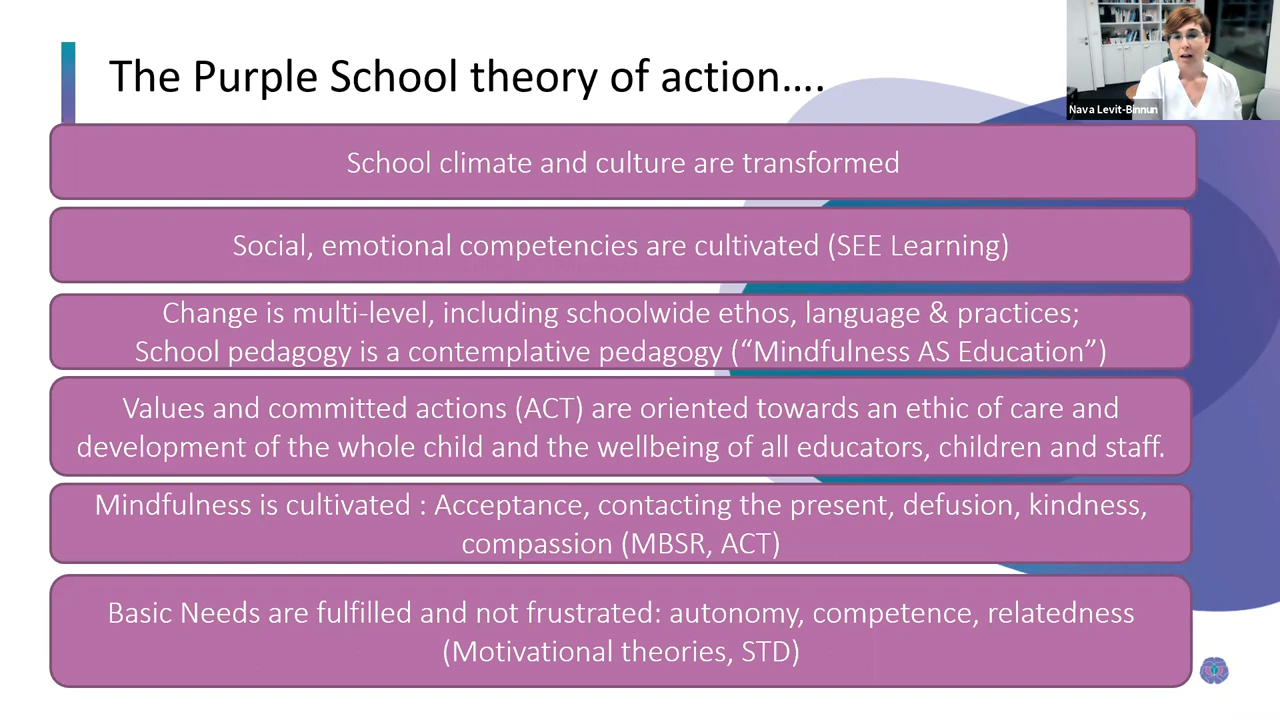 The Purple School theory of action....
Nava Levit-Binnun
School climate and culture are transformed
Social, emotional competencies are cultivated (SEE Learning)
Change is multi-level, including schoolwide ethos, language & practices;
School pedagogy is a contemplative pedagogy (“Mindfulness AS Education”)
Values and committed actions (ACT) are oriented towards an ethic of care and
development of the whole child and the wellbeing of all educators, children and staff.
Mindfulness is cultivated : Acceptance, contacting the present, defusion, kindness,
compassion (MBSR, ACT)
Basic Needs are fulfilled and not frustrated: autonomy, competence, relatedness
(Motivational theories, STD)